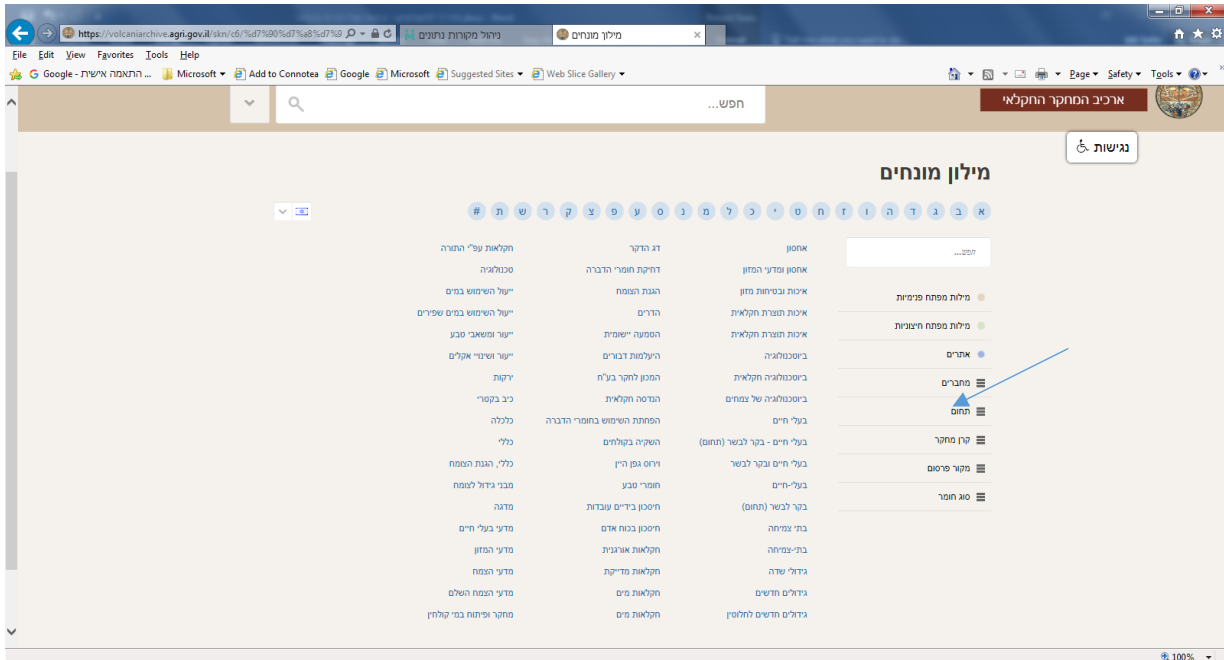 https://volcaniarchive.agri.gov.il/skn/c6/%d7%90%d7%a8%d7%9
ניהול מקורות נתונים
מילון מונחים
File Edit View Favorites Tools Help
Google - התאמה אישית ... Microsoft Add to Connotea Google Microsoft Suggested Sites Web Slice Gallery
Page Safety Tools
ארכיב המחקר החקלאי
חפש...
נגישות
מילון מונחים
א ב ג ד ה ו ז ח ט י כ ל מ נ ס ע פ צ ק ר ש ת #
חפש...
מילות מפתח פנימיות
מילות מפתח חיצוניות
אתרים
מחברים
תחום
קרן מחקר
מקור פרסום
סוג חומר
אחסון
אחסון ומדעי המזון
איכות ובטיחות מזון
איכות תוצרת חקלאית
איכות תוצרת חקלאית
ביוטכנולוגיה
ביוטכנולוגיה חקלאית
ביוטכנולוגיה של צמחים
בעלי חיים
בעלי חיים - בקר לבשר (תחום)
בעלי חיים ובקר לבשר
בעלי-חיים
בקר לבשר (תחום)
בתי צמיחה
בתי-צמיחה
גידולי שדה
גידולים חדשים
גידולים חדשים לחלוטין
דג הדקר
דחיקת חומרי הדברה
הגנת הצומח
הדרים
הטמעה יישומית
היעלמות דבורים
המכון לחקר בע"ח
הנדסה חקלאית
הפחתת השימוש בחומרי הדברה
השקיה בקולחים
וירוס גפן היין
חומרי טבע
חיסכון בידיים עובדות
חיסכון בכוח אדם
חקלאות אורגנית
חקלאות מדייקת
חקלאות מים
חקלאות מים
חקלאות עפ"י התורה
טכנולוגיה
ייעול השימוש במים
ייעול השימוש במים שפירים
ייעור ומשאבי טבע
ייעור ושינויי אקלים
ירקות
כיב בקטרי
כלכלה
כללי
כללי, הגנת הצומח
מבני גידול לצומח
מדגה
מדעי בעלי חיים
מדעי המזון
מדעי הצמח
מדעי הצמח השלם
מחקר ופיתוח במי קולחין
100%